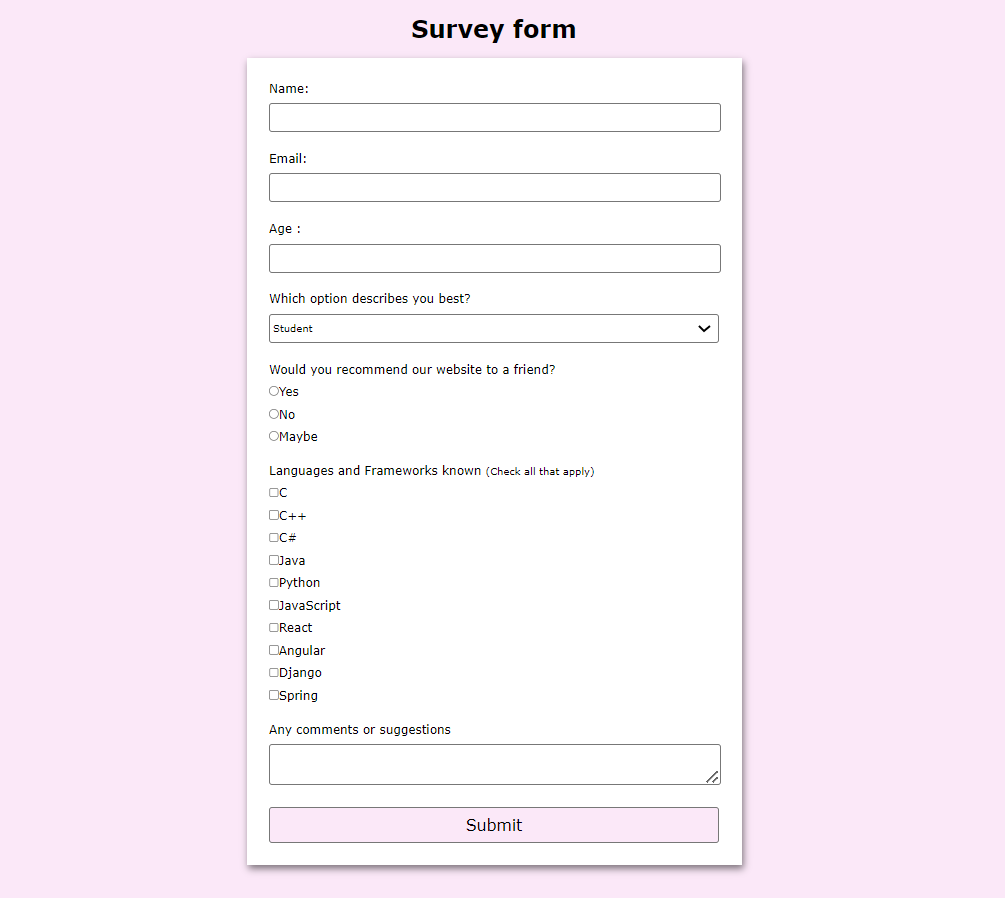 Survey form
Name:
Email:
Age :
Which option describes you best?
Student
Would you recommend our website to a friend?
Yes
No
Maybe
Languages and Frameworks known (Check all that apply)
C
C++
C#
Java
Python
JavaScript
React
Angular
Django
Spring
Any comments or suggestions
Submit